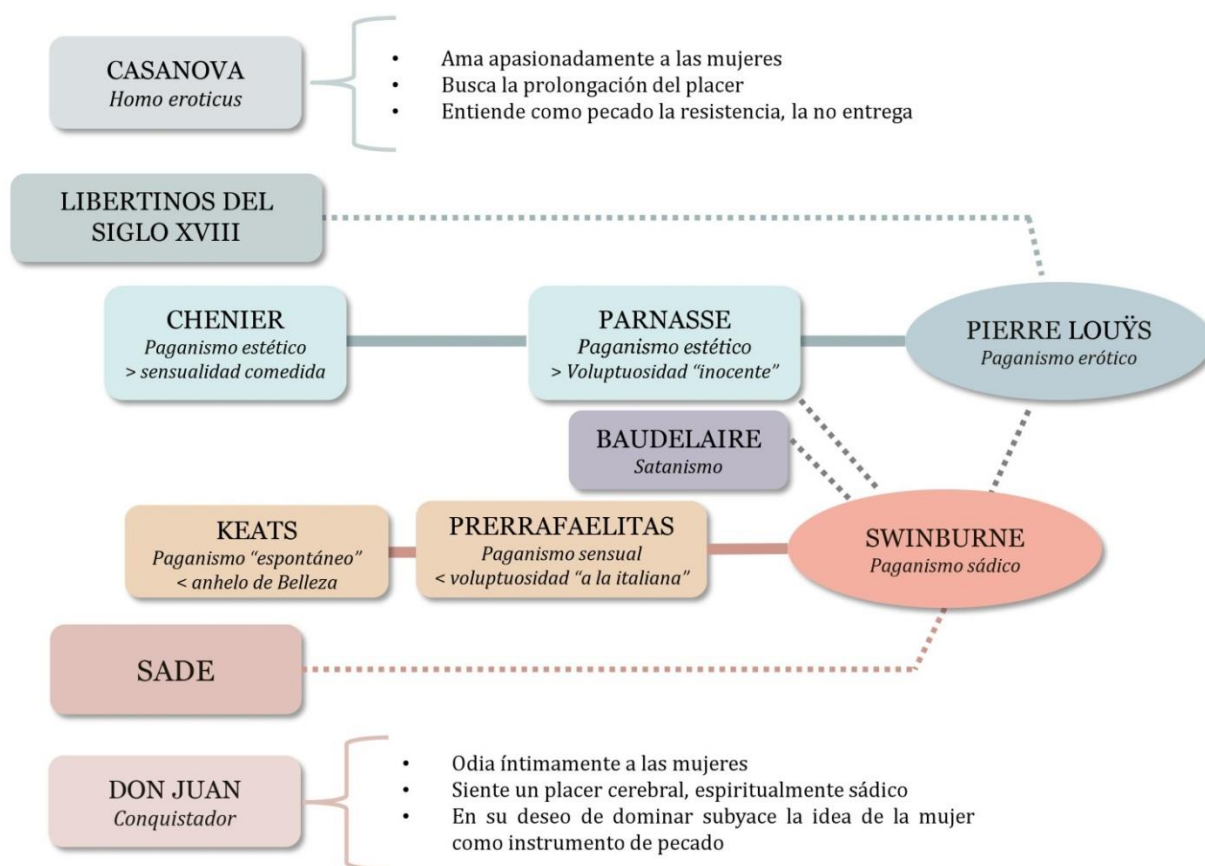 CASANOVA
Homo eroticus
• Ama apasionadamente a las mujeres
• Busca la prolongación del placer
• Entiende como pecado la resistencia, la no entrega
LIBERTINOS DEL
SIGLO XVIII
CHENIER
Paganismo estético
> sensualidad comedida
PARNASSE
Paganismo estético
> Voluptuosidad “inocente”
PIERRE LOUŸS
Paganismo erótico
BAUDELAIRE
Satanismo
KEATS
Paganismo “espontáneo”
< anhelo de Belleza
PRERRAFAELITAS
Paganismo sensual
< voluptuosidad “a la italiana”
SWINBURNE
Paganismo sádico
SADE
DON JUAN
Conquistador
• Odia íntimamente a las mujeres
• Siente un placer cerebral, espiritualmente sádico
• En su deseo de dominar subyace la idea de la mujer
como instrumento de pecado